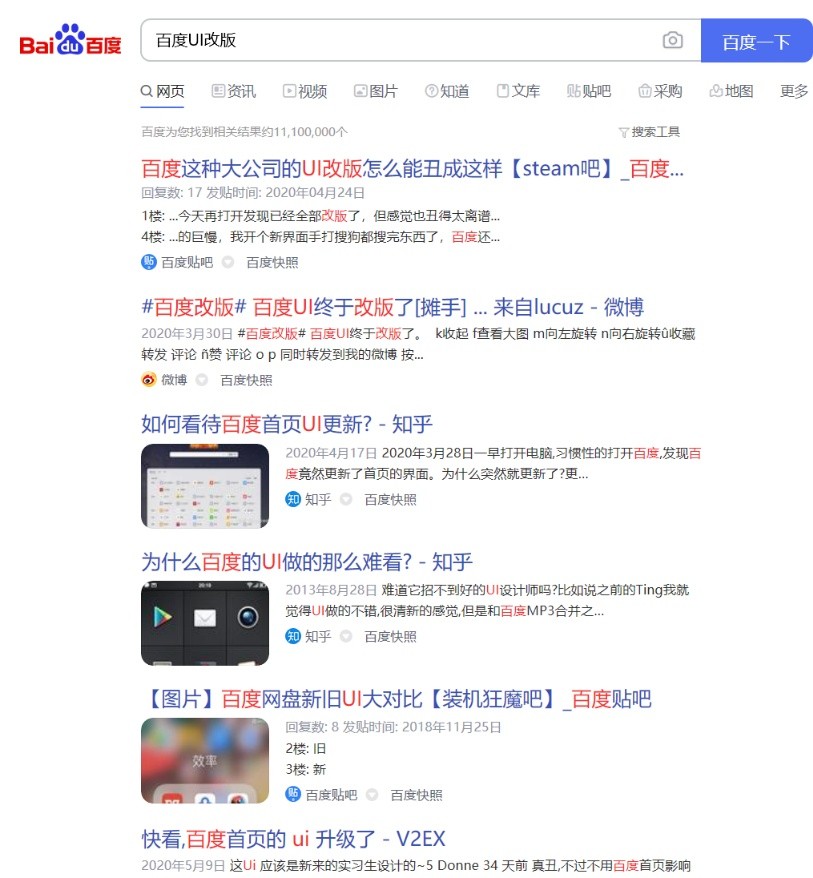 Bai du 百度
百度UI改版
百度一下
网页 资讯 视频 图片 知道 文库 贴吧 采购 地图 更多
百度为您找到相关结果约11,100,000个 搜索工具
百度这种大公司的UI改版怎么能丑成这样【steam吧】_百度...
回复数: 17 发贴时间: 2020年04月24日
1楼: ...今天再打开发现已经全部改版了，但感觉也丑得太离谱...
4楼: ...的巨慢，我开个新界面手打搜狗都搜完东西了，百度还...
贴 百度贴吧 百度快照
#百度改版# 百度UI终于改版了[摊手] ... 来自lucuz - 微博
2020年3月30日 #百度改版# 百度UI终于改版了。 k收起 f查看大图 m向左旋转 n向右旋转û收藏
转发 评论 ñ赞 评论 o p 同时转发到我的微博 按...
微博 百度快照
如何看待百度首页UI更新? - 知乎
2020年4月17日 2020年3月28日一早打开电脑,习惯性的打开百度,发现百
度竟然更新了首页的界面。为什么突然就更新了?更...
知 知乎 百度快照
为什么百度的UI做的那么难看? - 知乎
2013年8月28日 难道它招不到好的UI设计师吗?比如说之前的Ting我就
觉得UI做的不错,很清新的感觉,但是和百度MP3合并之...
知 知乎 百度快照
【图片】百度网盘新旧UI大对比【装机狂魔吧】_百度贴吧
回复数: 8 发贴时间: 2018年11月25日
2楼: 旧
3楼: 新
效率
贴 百度贴吧 百度快照
快看,百度首页的 ui 升级了 - V2EX
2020年5月9日 这Ui 应该是新来的实习生设计的~5 Donne 34 天前 真丑,不过不用百度首页影响